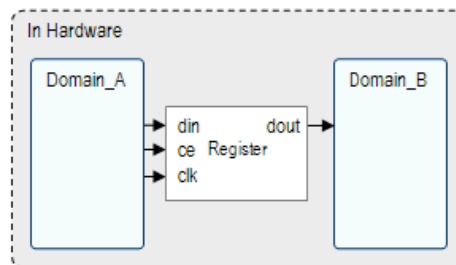 In Hardware
Domain_A
Domain_B
din
dout
ce
Register
clk